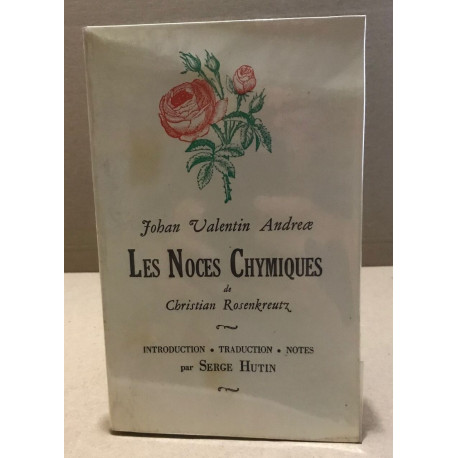 Johan Valentin Andreæ
LES NOCES CHYMIQUES
de
Christian Rosenkreutz
INTRODUCTION • TRADUCTION • NOTES
par SERGE HUTIN